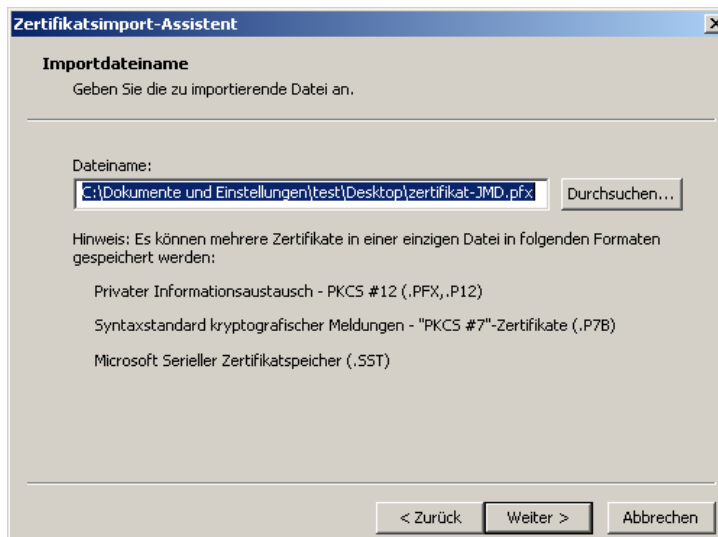 Zertifikatsimport-Assistent
Importdateiname
Geben Sie die zu importierende Datei an.
Dateiname:
C:\Dokumente und Einstellungen\test\Desktop\zertifikat-JMD.pfx
Durchsuchen...
Hinweis: Es können mehrere Zertifikate in einer einzigen Datei in folgenden Formaten
gespeichert werden:
Privater Informationsaustausch - PKCS #12 (.PFX,.P12)
Syntaxstandard kryptografischer Meldungen - "PKCS #7"-Zertifikate (.P7B)
Microsoft Serieller Zertifikatspeicher (.SST)
< Zurück
Weiter >
Abbrechen